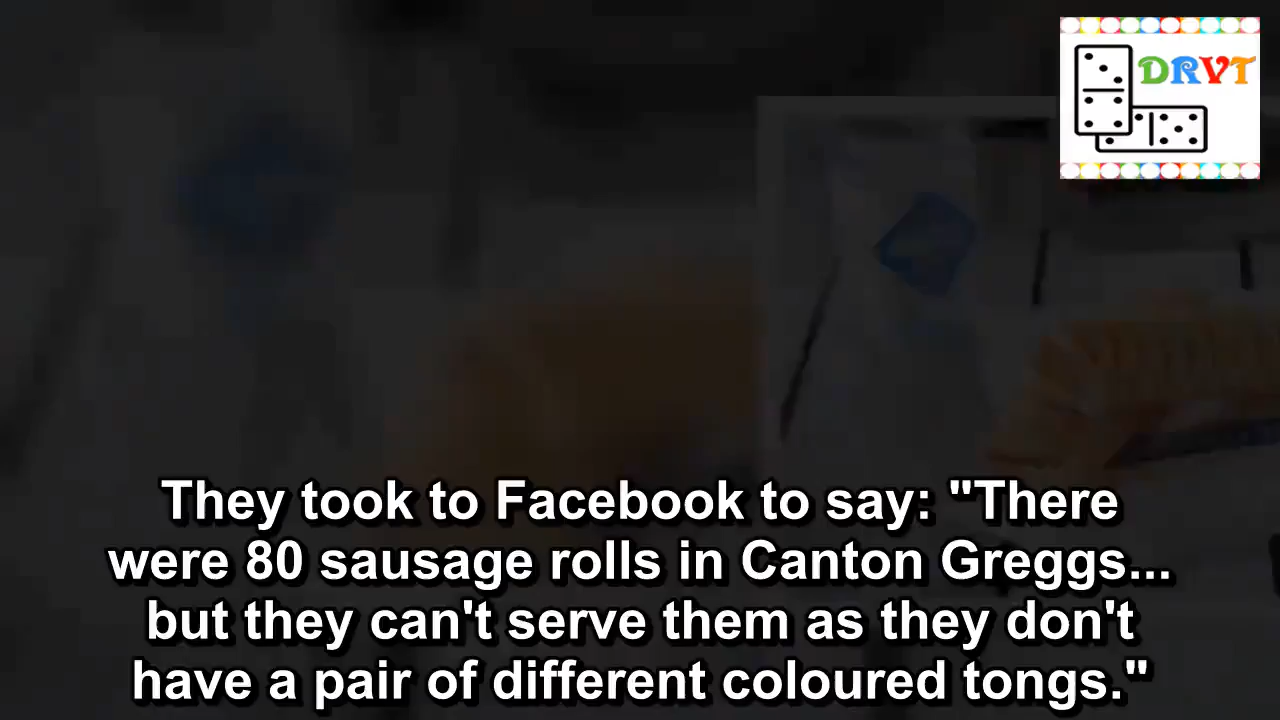 DRVT
They took to Facebook to say: "There
were 80 sausage rolls in Canton Greggs...
but they can't serve them as they don't
have a pair of different coloured tongs."